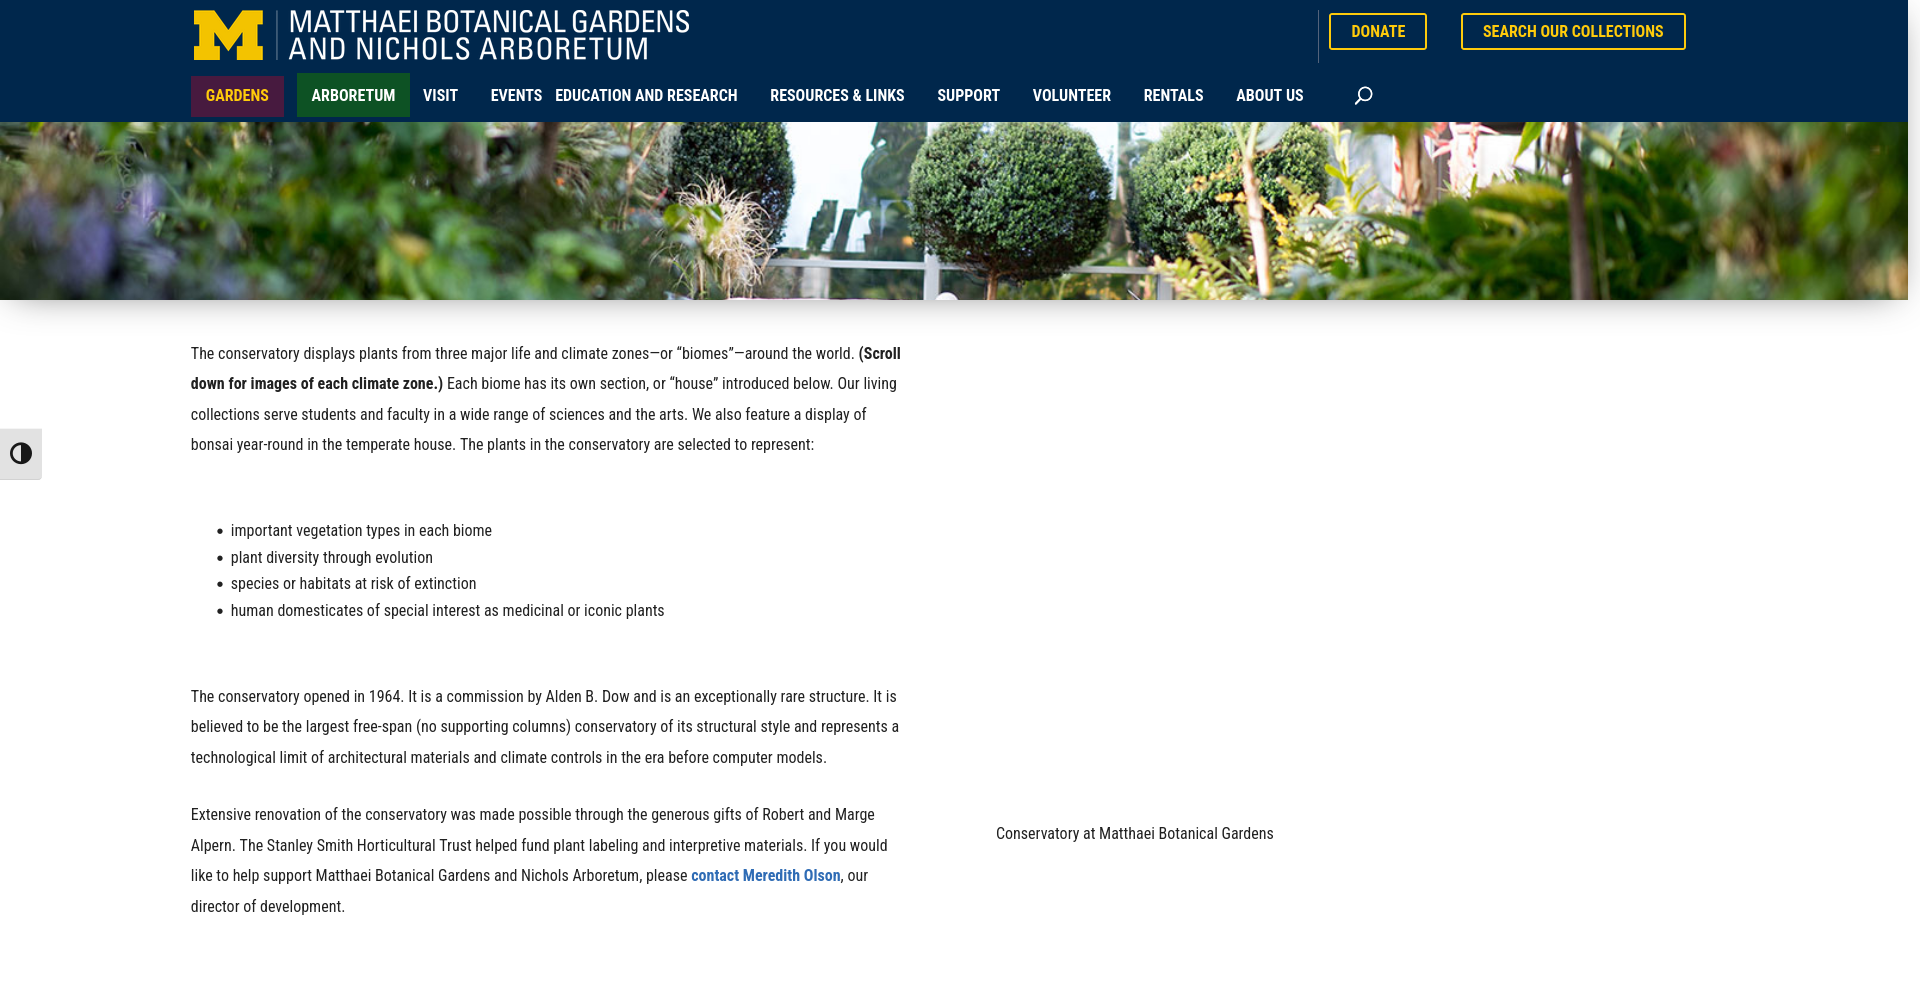 MATTHAEI BOTANICAL GARDENS
AND NICHOLS ARBORETUM
DONATE
SEARCH OUR COLLECTIONS
GARDENS ARBORETUM VISIT EVENTS EDUCATION AND RESEARCH RESOURCES & LINKS SUPPORT VOLUNTEER RENTALS ABOUT US
The conservatory displays plants from three major life and climate zones—or “biomes”—around the world. (Scroll
down for images of each climate zone.) Each biome has its own section, or “house” introduced below. Our living
collections serve students and faculty in a wide range of sciences and the arts. We also feature a display of
bonsai year-round in the temperate house. The plants in the conservatory are selected to represent:
• important vegetation types in each biome
• plant diversity through evolution
• species or habitats at risk of extinction
• human domesticates of special interest as medicinal or iconic plants
The conservatory opened in 1964. It is a commission by Alden B. Dow and is an exceptionally rare structure. It is
believed to be the largest free-span (no supporting columns) conservatory of its structural style and represents a
technological limit of architectural materials and climate controls in the era before computer models.
Extensive renovation of the conservatory was made possible through the generous gifts of Robert and Marge
Alpern. The Stanley Smith Horticultural Trust helped fund plant labeling and interpretive materials. If you would
like to help support Matthaei Botanical Gardens and Nichols Arboretum, please contact Meredith Olson, our
director of development.
Conservatory at Matthaei Botanical Gardens